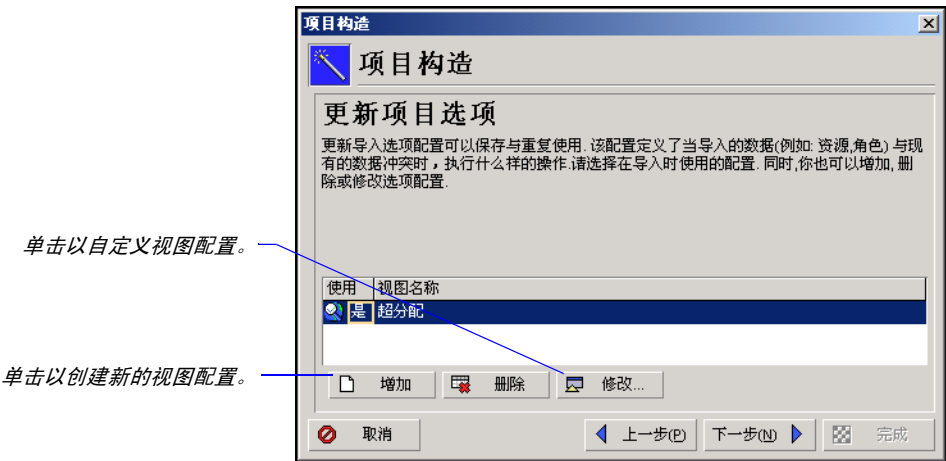 项目构造
项目构造
更新项目选项
更新导入选项配置可以保存与重复使用. 该配置定义了当导入的数据(例如: 资源,角色) 与现
有的数据冲突时，执行什么样的操作.请选择在导入时使用的配置. 同时,你也可以增加, 删
除或修改选项配置.
单击以自定义视图配置。
使用 视图名称
是 超分配
单击以创建新的视图配置。
增加 删除 修改...
取消 上一步(P) 下一步(N) 完成